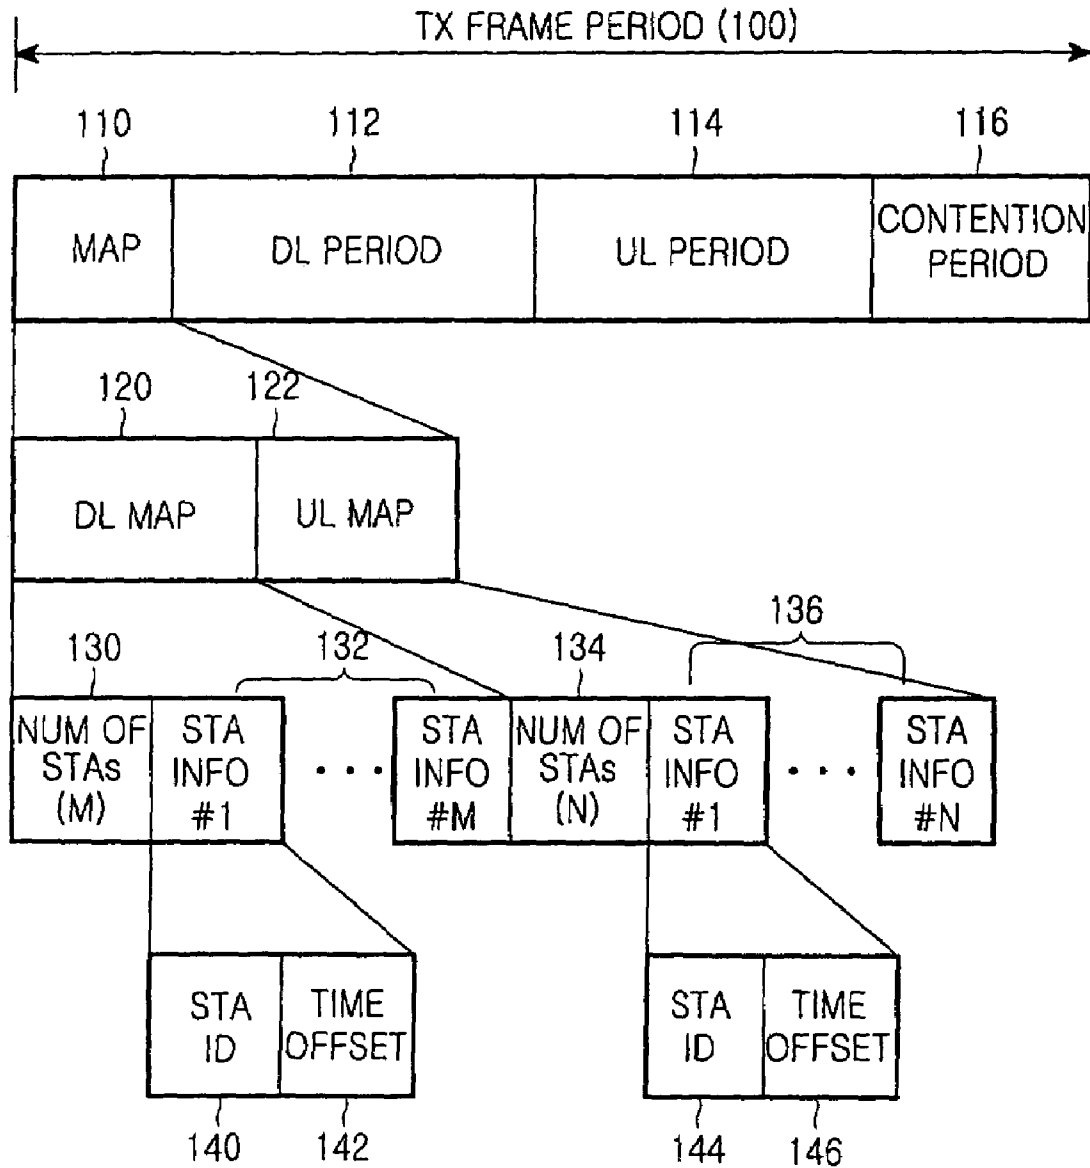 TX FRAME PERIOD (100)
110 112 114 116
MAP DL PERIOD UL PERIOD CONTENTION PERIOD
120 122
DL MAP UL MAP
136
130 132 134
NUM OF STAs (M) STA INFO #1 ··· STA INFO #M NUM OF STAs (N) STA INFO #1 ··· STA INFO #N
STA ID TIME OFFSET STA ID TIME OFFSET
140 142 144 146